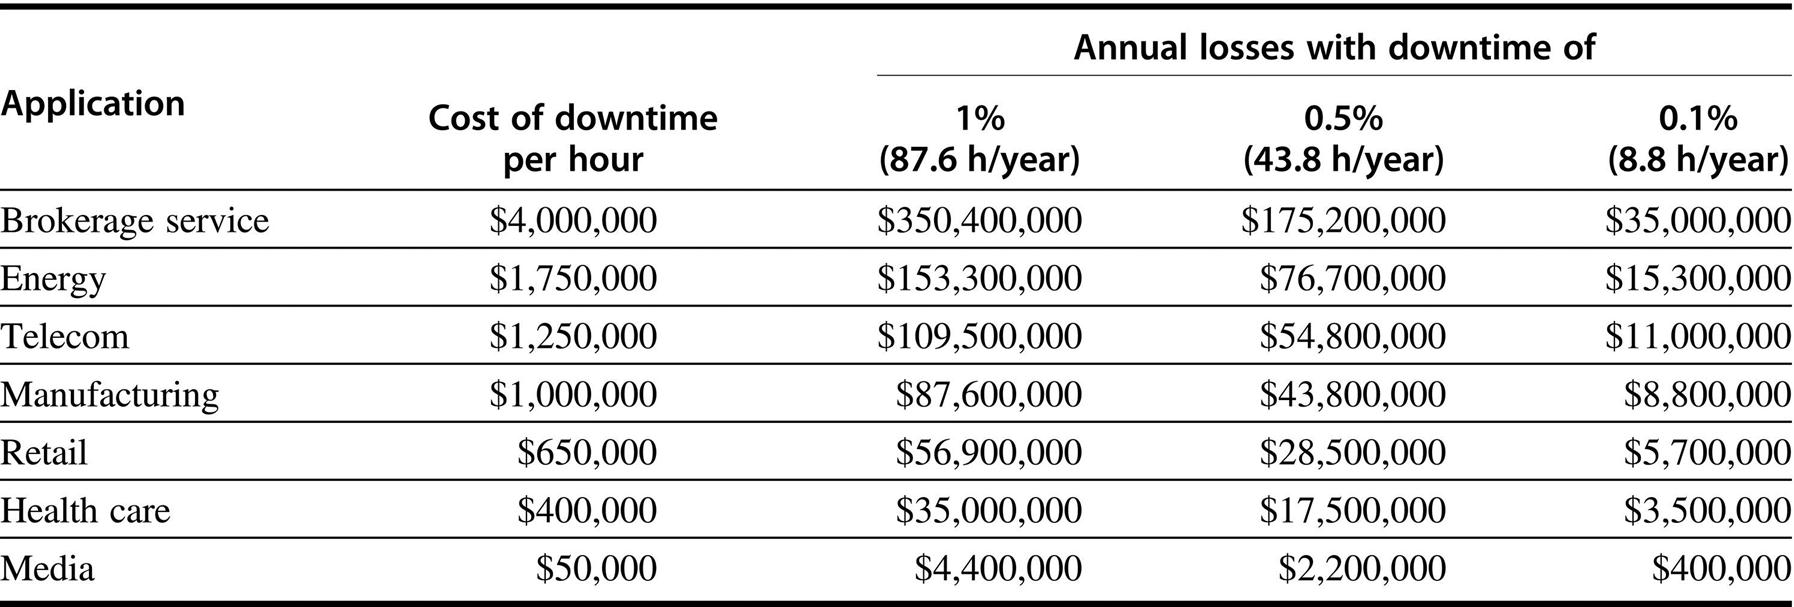 Annual losses with downtime of
Application Cost of downtime per hour 1% (87.6 h/year) 0.5% (43.8 h/year) 0.1% (8.8 h/year)
Brokerage service $4,000,000 $350,400,000 $175,200,000 $35,000,000
Energy $1,750,000 $153,300,000 $76,700,000 $15,300,000
Telecom $1,250,000 $109,500,000 $54,800,000 $11,000,000
Manufacturing $1,000,000 $87,600,000 $43,800,000 $8,800,000
Retail $650,000 $56,900,000 $28,500,000 $5,700,000
Health care $400,000 $35,000,000 $17,500,000 $3,500,000
Media $50,000 $4,400,000 $2,200,000 $400,000